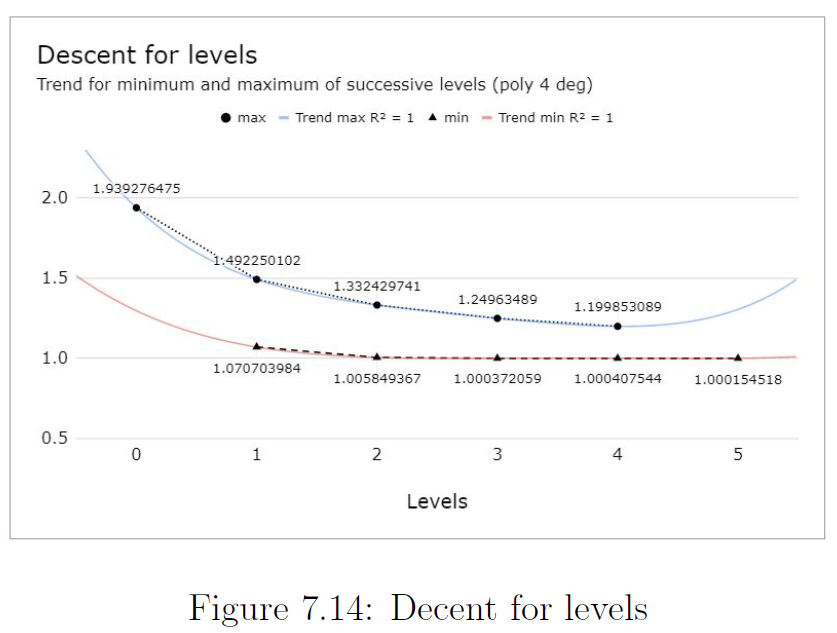 Descent for levels
Trend for minimum and maximum of successive levels (poly 4 deg)
max Trend max R² = 1 min Trend min R² = 1
2.0
1.5
1.0
0.5
1.939276475
1.492250102
1.332429741
1.24963489
1.199853089
1.070703984
1.005849367
1.000372059
1.000407544
1.000154518
0 1 2 3 4 5
Levels
Figure 7.14: Decent for levels